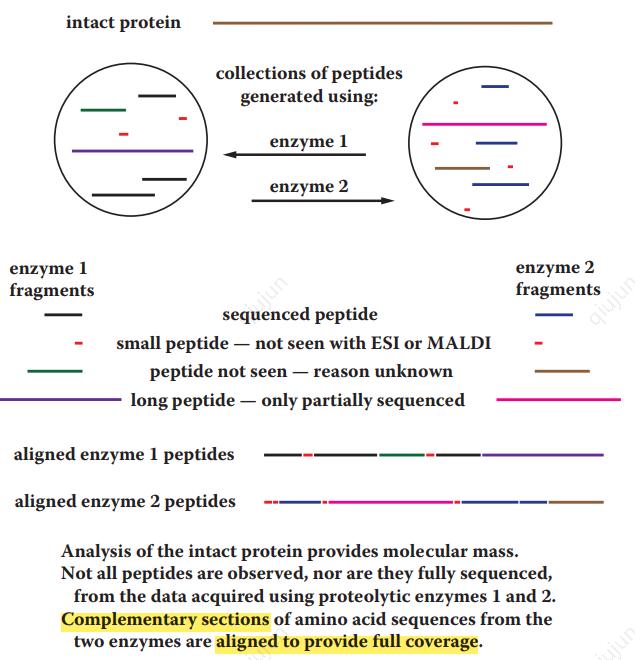 intact protein
collections of peptides
generated using:
enzyme 1
enzyme 2
enzyme 1
fragments
enzyme 2
fragments
sequenced peptide
small peptide — not seen with ESI or MALDI
peptide not seen — reason unknown
long peptide — only partially sequenced
aligned enzyme 1 peptides
aligned enzyme 2 peptides
Analysis of the intact protein provides molecular mass.
Not all peptides are observed, nor are they fully sequenced,
from the data acquired using proteolytic enzymes 1 and 2.
Complementary sections of amino acid sequences from the
two enzymes are aligned to provide full coverage.
qiujun
qiujun